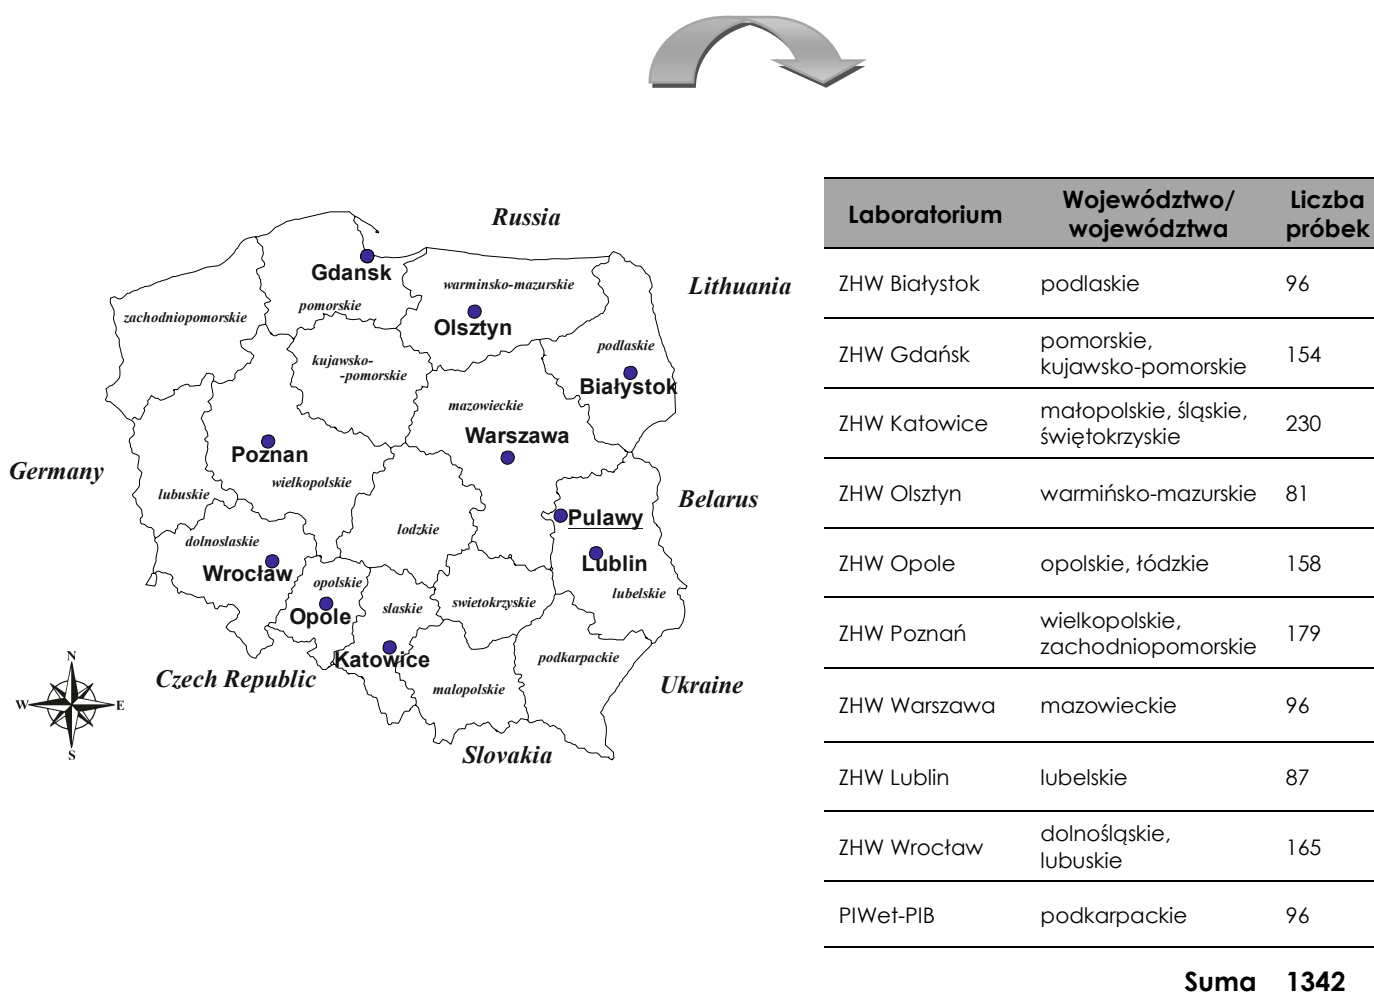 Russia
Gdansk
warminsko-mazurskie
Lithuania
pomorskie
zachodniopomorskie
Olsztyn
podlaskie
kujawsko-
-pomorskie
Białystok
mazowieckie
Warszawa
Poznan
Germany
wielkopolskie
lubuskie
Belarus
Pulawy
lodzkie
dolnoslaskie
Lublin
Wrocław
opolskie
lubelskie
slaskie
swietokrzyskie
Opole
Katowice
podkarpackie
Czech Republic
Ukraine
malopolskie
Slovakia
N
W
E
S
Laboratorium
Województwo/
województwa
Liczba
próbek
ZHW Białystok
podlaskie
96
ZHW Gdańsk
pomorskie,
kujawsko-pomorskie
154
ZHW Katowice
małopolskie, śląskie,
świętokrzyskie
230
ZHW Olsztyn
warmińsko-mazurskie
81
ZHW Opole
opolskie, łódzkie
158
ZHW Poznań
wielkopolskie,
zachodniopomorskie
179
ZHW Warszawa
mazowieckie
96
ZHW Lublin
lubelskie
87
ZHW Wrocław
dolnośląskie,
lubuskie
165
PIWet-PIB
podkarpackie
96
Suma 1342